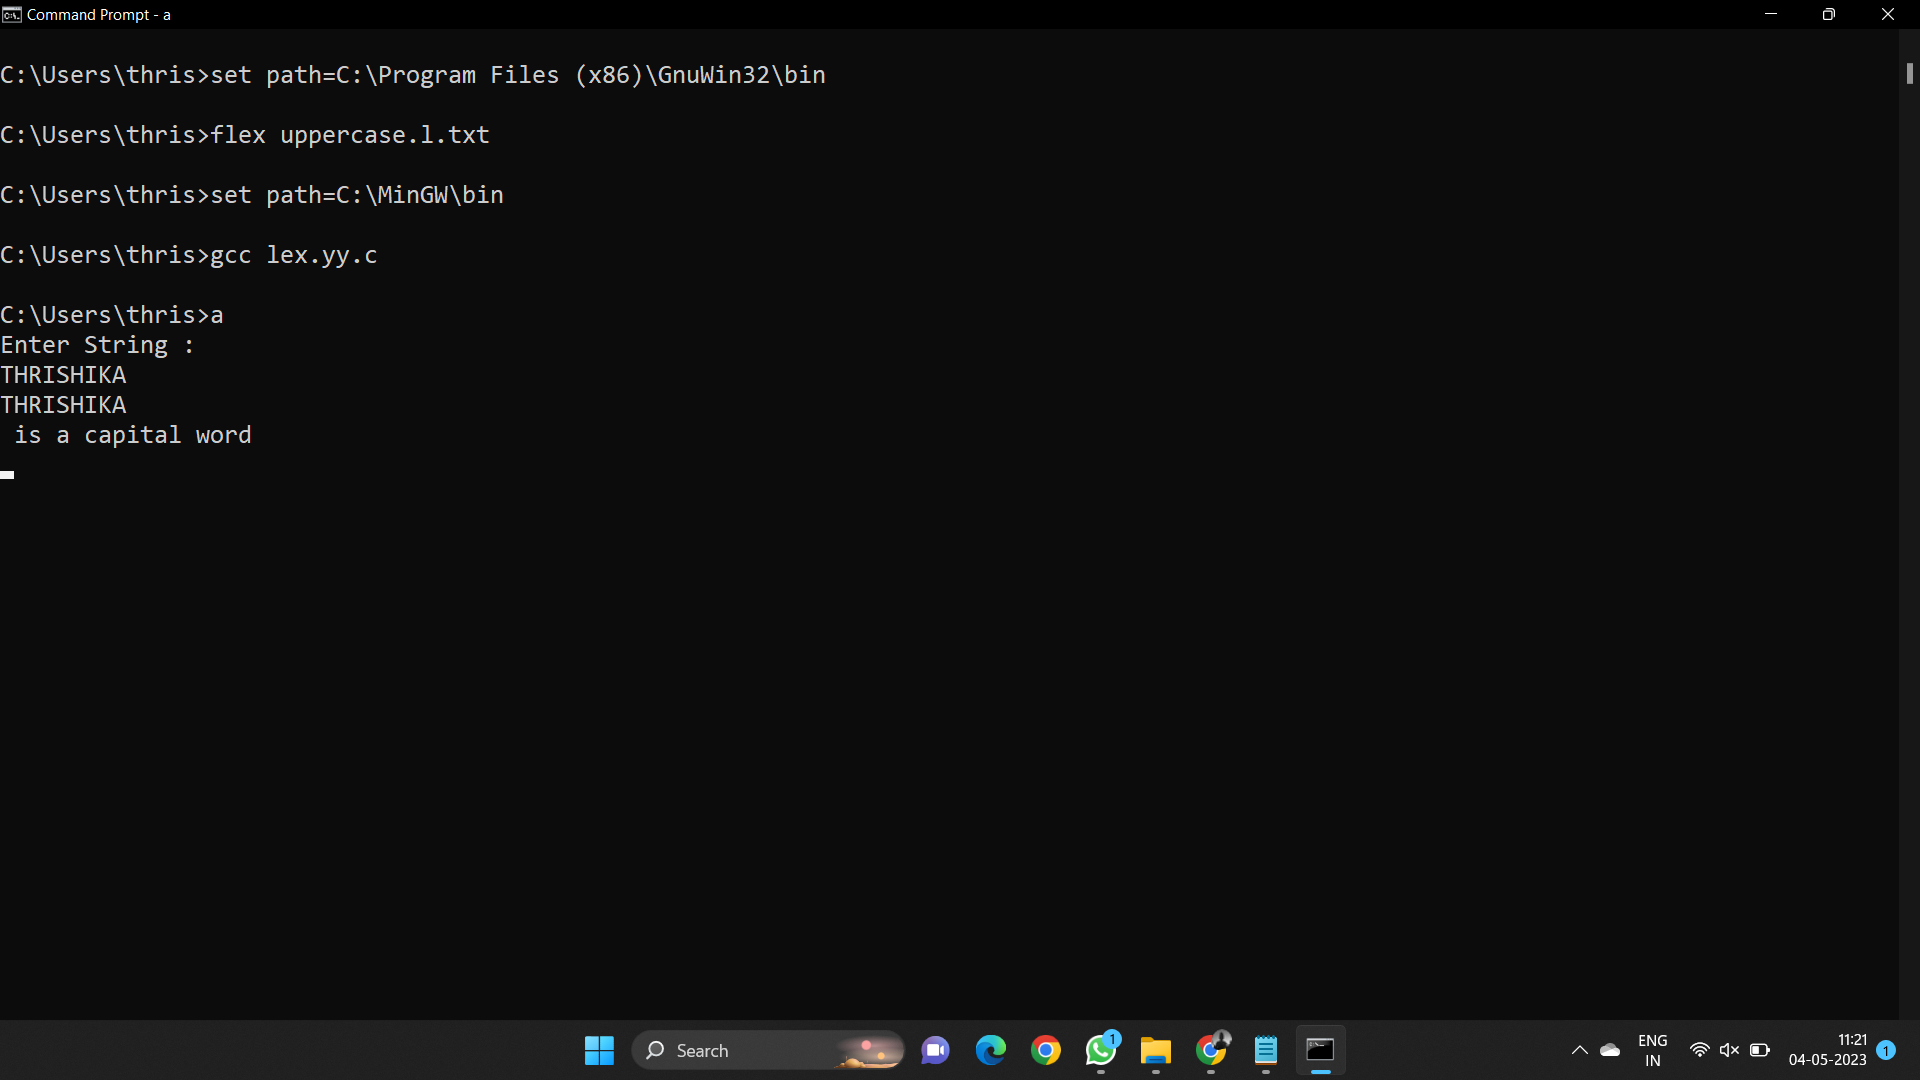 Command Prompt - a
C:\Users\thris>set path=C:\Program Files (x86)\GnuWin32\bin
C:\Users\thris>flex uppercase.l.txt
C:\Users\thris>set path=C:\MinGW\bin
C:\Users\thris>gcc lex.yy.c
C:\Users\thris>a
Enter String :
THRISHIKA
THRISHIKA
 is a capital word
Search
1
ENG
IN
11:21
04-05-2023
1